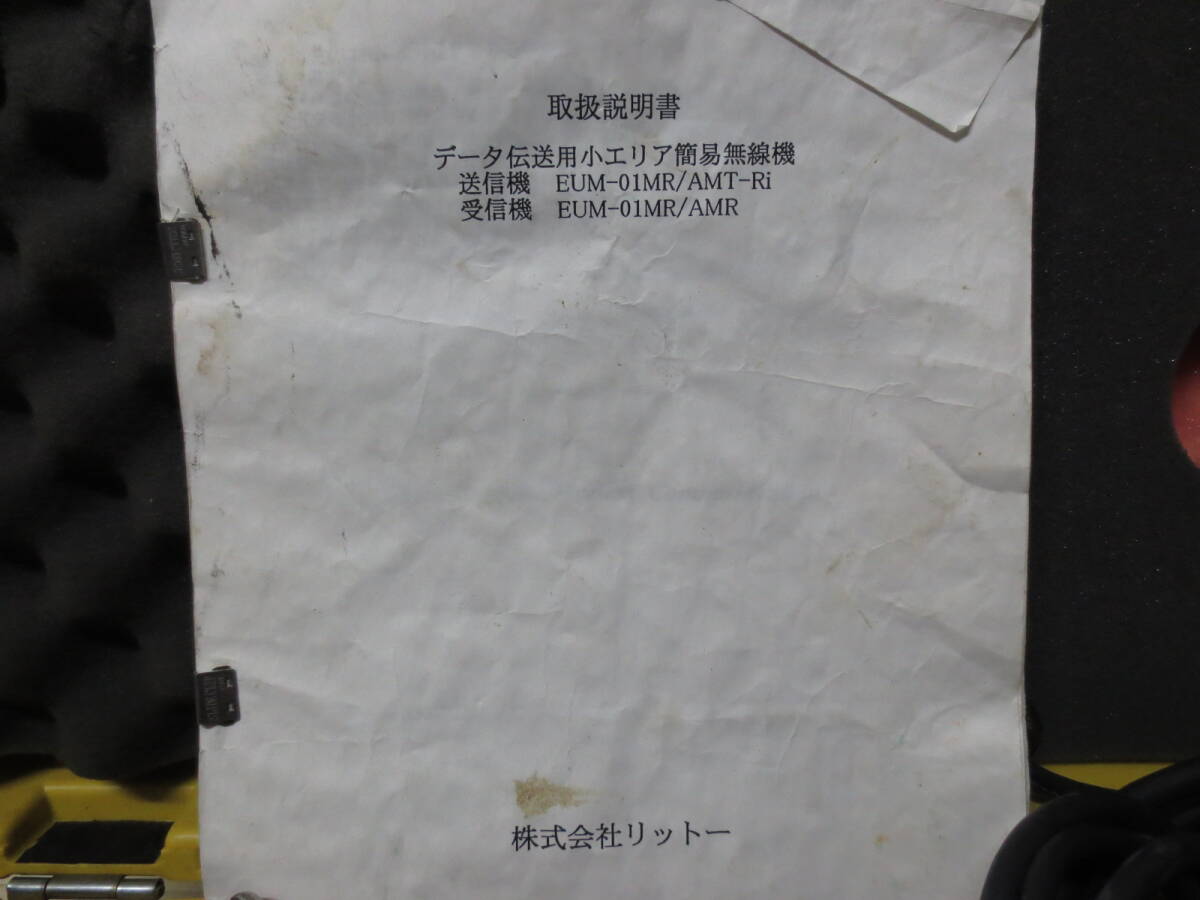 取扱説明書
データ伝送用小エリア簡易無線機
送信機　EUM-01MR/AMT-Ri
受信機　EUM-01MR/AMR
株式会社リットー